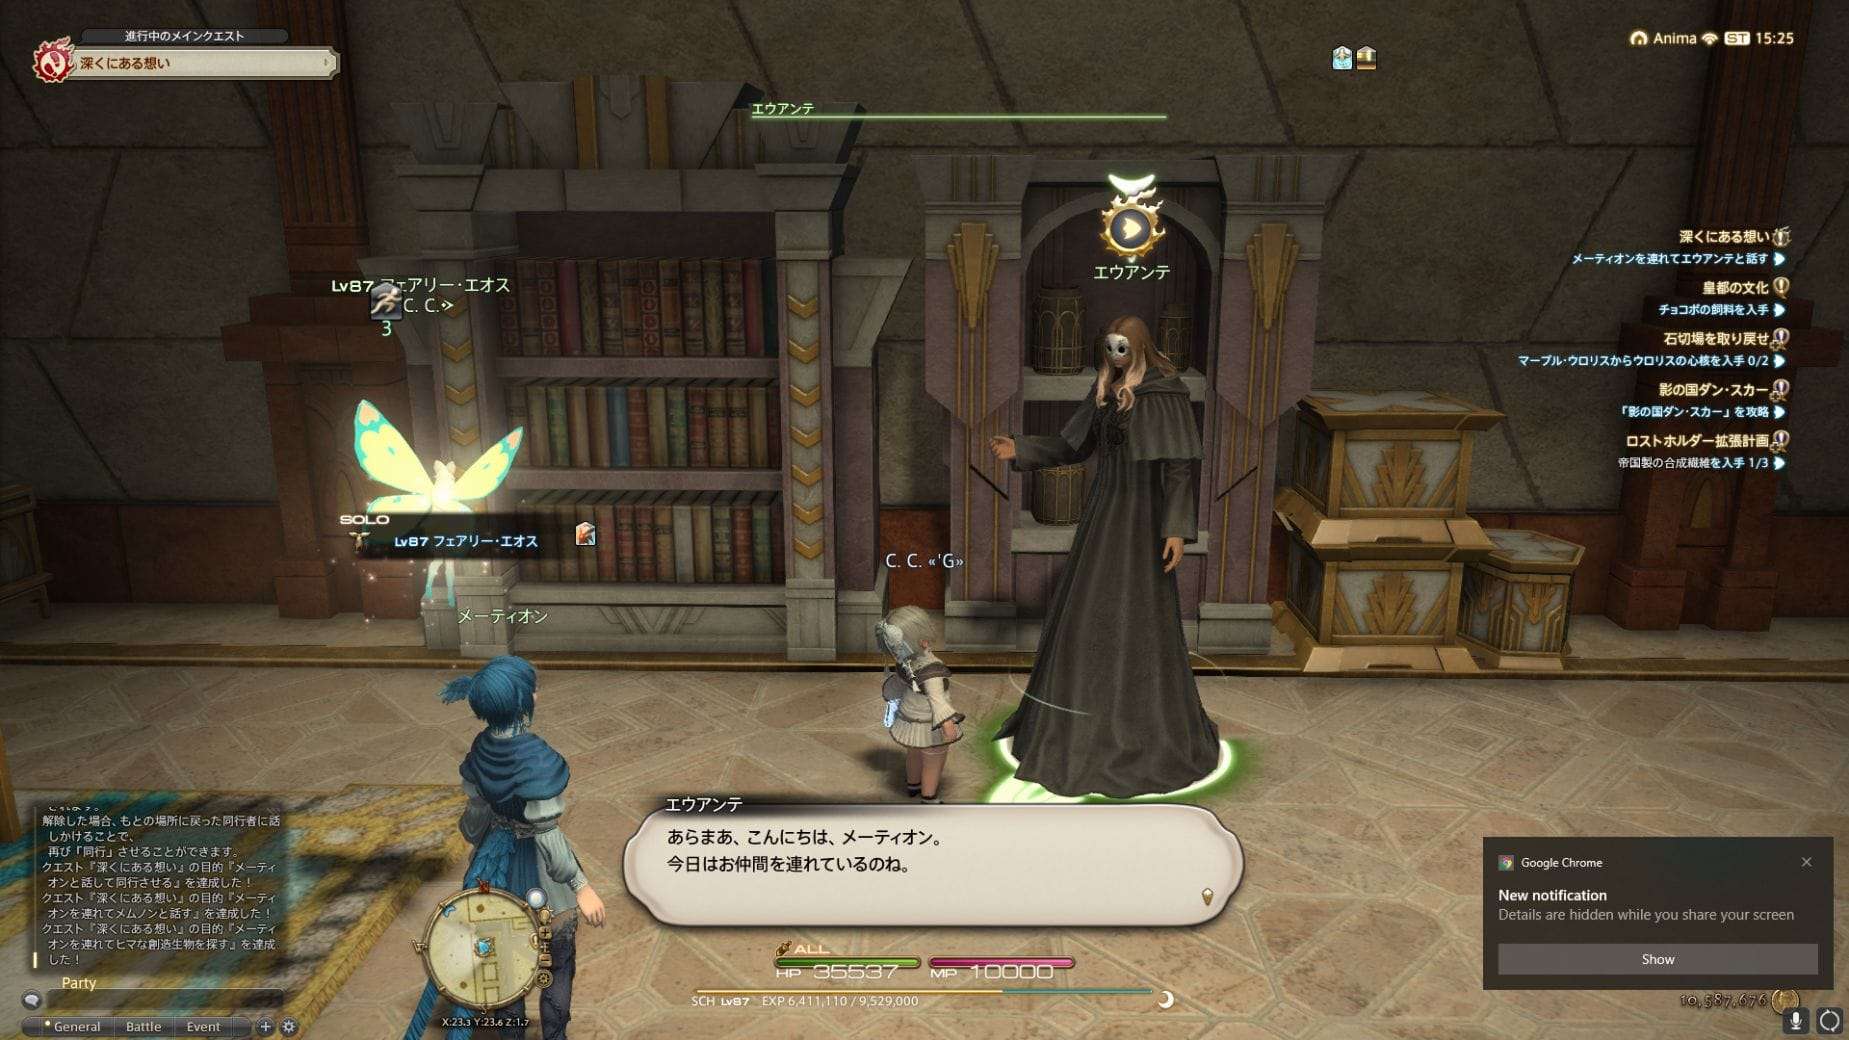 進行中のメインクエスト
深くにある想い
Anima ST 15:25
エウアンテ
エウアンテ
Lv87 フェアリー・エオス
C. C.
3
深くにある想い
メーティオンを連れてエウアンテと話す
皇都の文化
チョコボの飼料を入手
石切場を取り戻せ
マーブル・ウロリスからウロリスの心核を入手 0/2
影の国ダン・スカー
「影の国ダン・スカー」を攻略
ロストホルダー拡張計画
帝国製の合成繊維を入手 1/3
SOLO
Lv87 フェアリー・エオス
C. C. «'G»
メーティオン
エウアンテ
あらまあ、こんにちは、メーティオン。
今日はお仲間を連れているのね。
解除した場合、もとの場所に戻った同行者に話
しかけることで、
再び「同行」させることができます。
クエスト『深くにある想い』の目的『メーティ
オンと話して同行させる』を達成した！
クエスト『深くにある想い』の目的『メーティ
オンを連れてメムノンと話す』を達成した！
クエスト『深くにある想い』の目的『メーティ
オンを連れてヒマな創造生物を探す』を達成
した！
Party
General Battle Event
X:23.3 Y:23.6 Z:1.7
ALL
HP 35537 MP 10000
SCH Lv87 EXP 6,411,110 / 9,529,000
Google Chrome
New notification
Details are hidden while you share your screen
Show
10,587,676